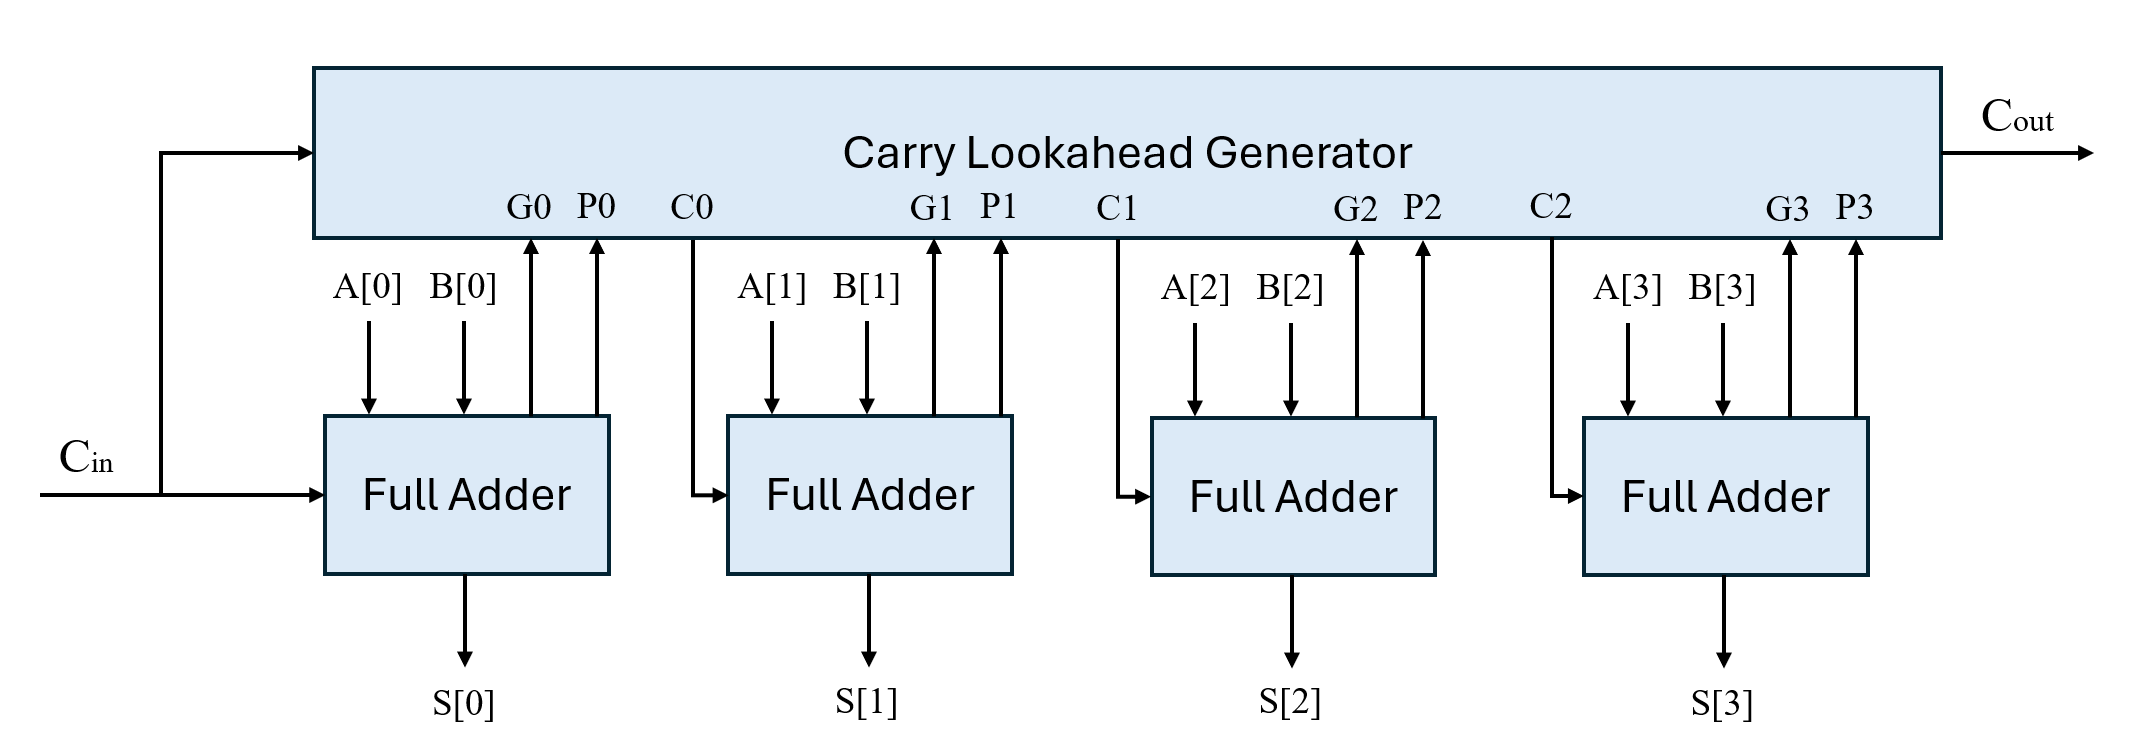 Cout
Carry Lookahead Generator
G0 P0 C0 G1 P1 C1 G2 P2 C2 G3 P3
A[0] B[0] A[1] B[1] A[2] B[2] A[3] B[3]
Cin
Full Adder Full Adder Full Adder Full Adder
S[0] S[1] S[2] S[3]